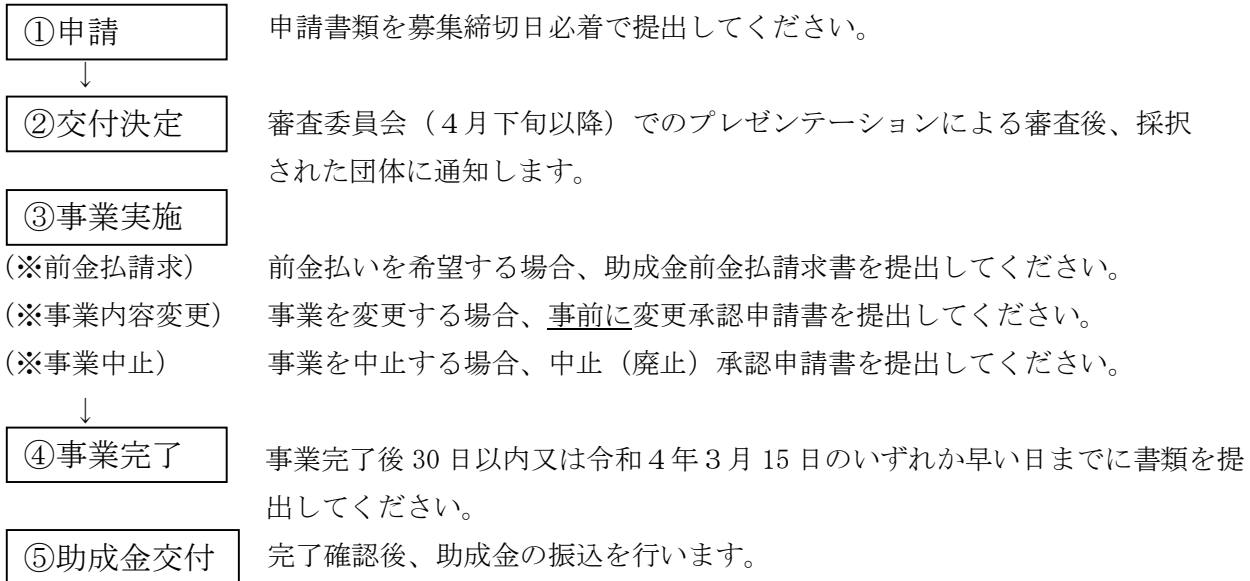 ①申請 申請書類を募集締切日必着で提出してください。
↓
②交付決定 審査委員会（４月下旬以降）でのプレゼンテーションによる審査後、採択
された団体に通知します。
③事業実施
(※前金払請求) 前金払いを希望する場合、助成金前金払請求書を提出してください。
(※事業内容変更) 事業を変更する場合、事前に変更承認申請書を提出してください。
(※事業中止) 事業を中止する場合、中止（廃止）承認申請書を提出してください。
↓
④事業完了 事業完了後 30 日以内又は令和４年３月 15 日のいずれか早い日までに書類を提
出してください。
⑤助成金交付 完了確認後、助成金の振込を行います。